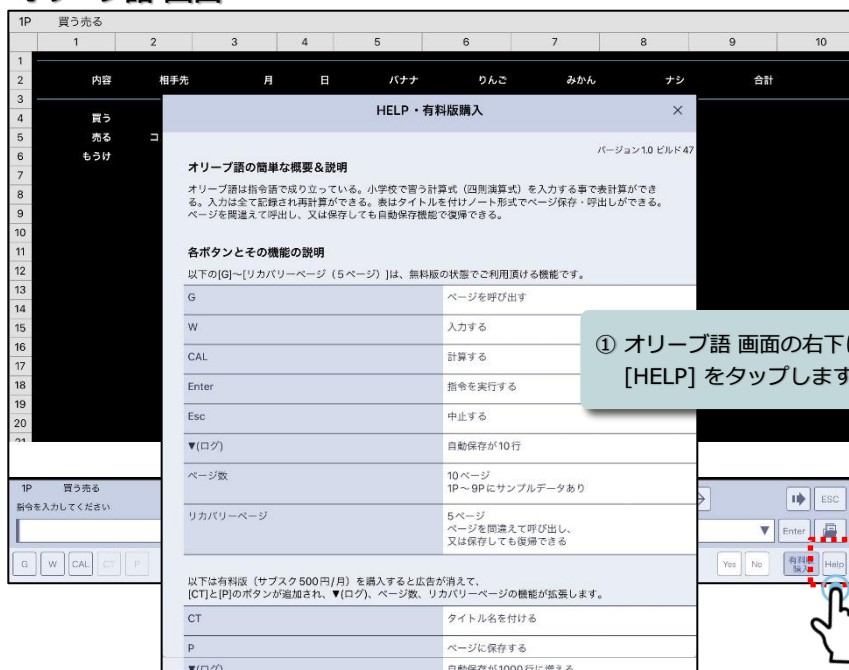 1P 買う売る
1 2 3 4 5 6 7 8 9 10
1
2 内容 相手先 月 日 バナナ りんご みかん ナシ 合計
3
4 買う
5 売る コ
6 もうけ
7
8
9
10
11
12
13
14
15
16
17
18
19
20
HELP・有料版購入 ×
バージョン1.0 ビルド47
オリーブ語の簡単な概要&説明
オリーブ語は指令語で成り立っている。小学校で習う計算式（四則演算式）を入力する事で表計算ができ
る。入力は全て記録され再計算ができる。表はタイトルを付けノート形式でページ保存・呼出しができる。
ページを間違えて呼出し、又は保存しても自動保存機能で復帰できる。
各ボタンとその機能の説明
以下の[G]~[リカバリーページ（5ページ）]は、無料版の状態でご利用頂ける機能です。
G ページを呼び出す
W 入力する
CAL 計算する
Enter 指令を実行する
Esc 中止する
▼(ログ) 自動保存が10行
ページ数 10ページ
1P～9Pにサンプルデータあり
リカバリーページ 5ページ
ページを間違えて呼び出し、
又は保存しても復帰できる
以下は有料版（サブスク500円/月）を購入すると広告が消えて、
[CT]と[P]のボタンが追加され、▼(ログ)、ページ数、リカバリーページの機能が拡張します。
CT タイトル名を付ける
P ページに保存する
▼(ログ) 自動保存が1000行に増える
① オリーブ語 画面の右下
[HELP] をタップします
1P 買う売る
指令を入力してください
ESC
▼ Enter
G W CAL CT P
Yes No 有料版購入 Help